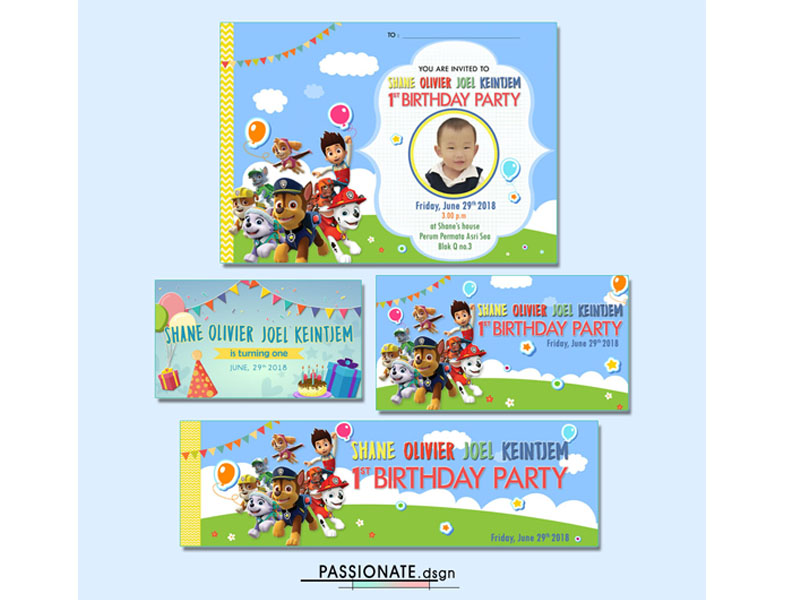 TO :
YOU ARE INVITED TO
SHANE OLIVIER JOEL KEINTJEM
1ST BIRTHDAY PARTY
Friday, June 29th 2018
3.00 p.m
at Shane's house
Perum Permata Asri Sea
Blok Q no.3
SHANE OLIVIER JOEL KEINTJEM
is turning one
JUNE, 29th 2018
SHANE OLIVIER JOEL KEINTJEM
1ST BIRTHDAY PARTY
Friday, June 29th 2018
SHANE OLIVIER JOEL KEINTJEM
1ST BIRTHDAY PARTY
Friday, June 29th 2018
PASSIONATE.dsgn